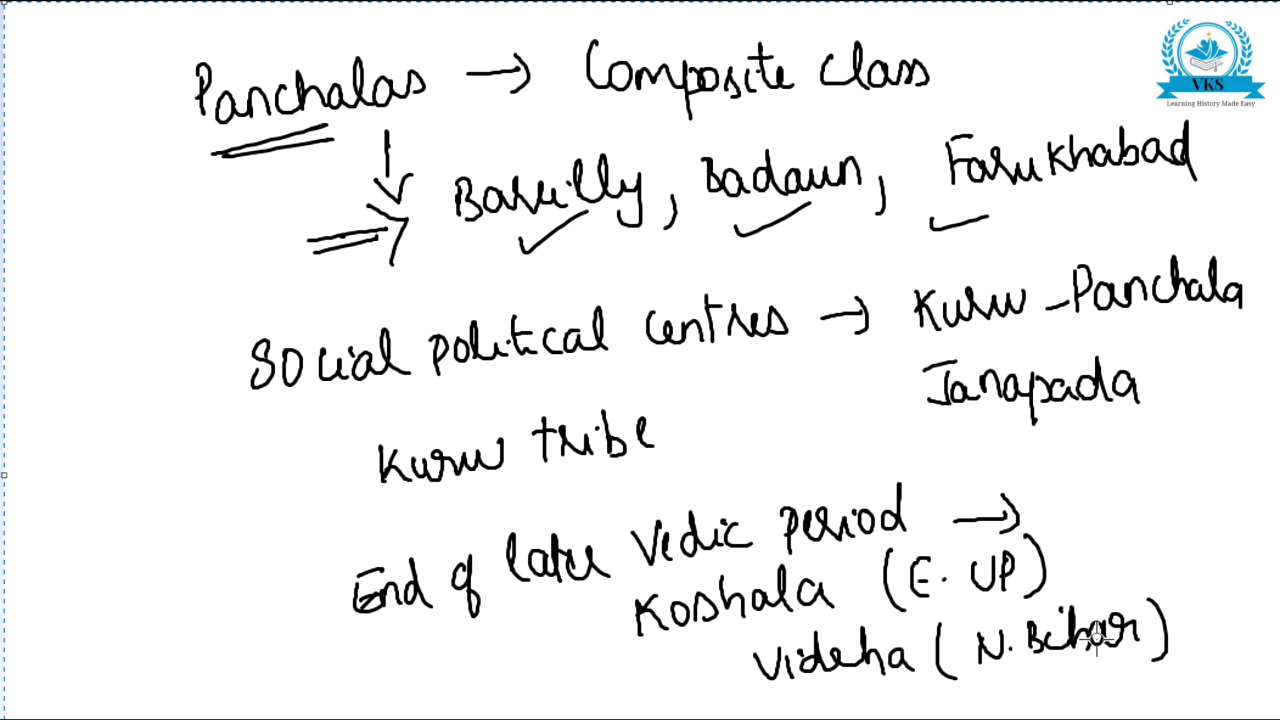 Panchalas → Composite class
VKS
Learning History Made Easy
Bareilly, Badaun, Farukhabad
Social political centres → Kuru - Panchala
Janapada
Kuru tribe
End of later Vedic period →
Koshala (E. UP)
Videha (N. Bihar)